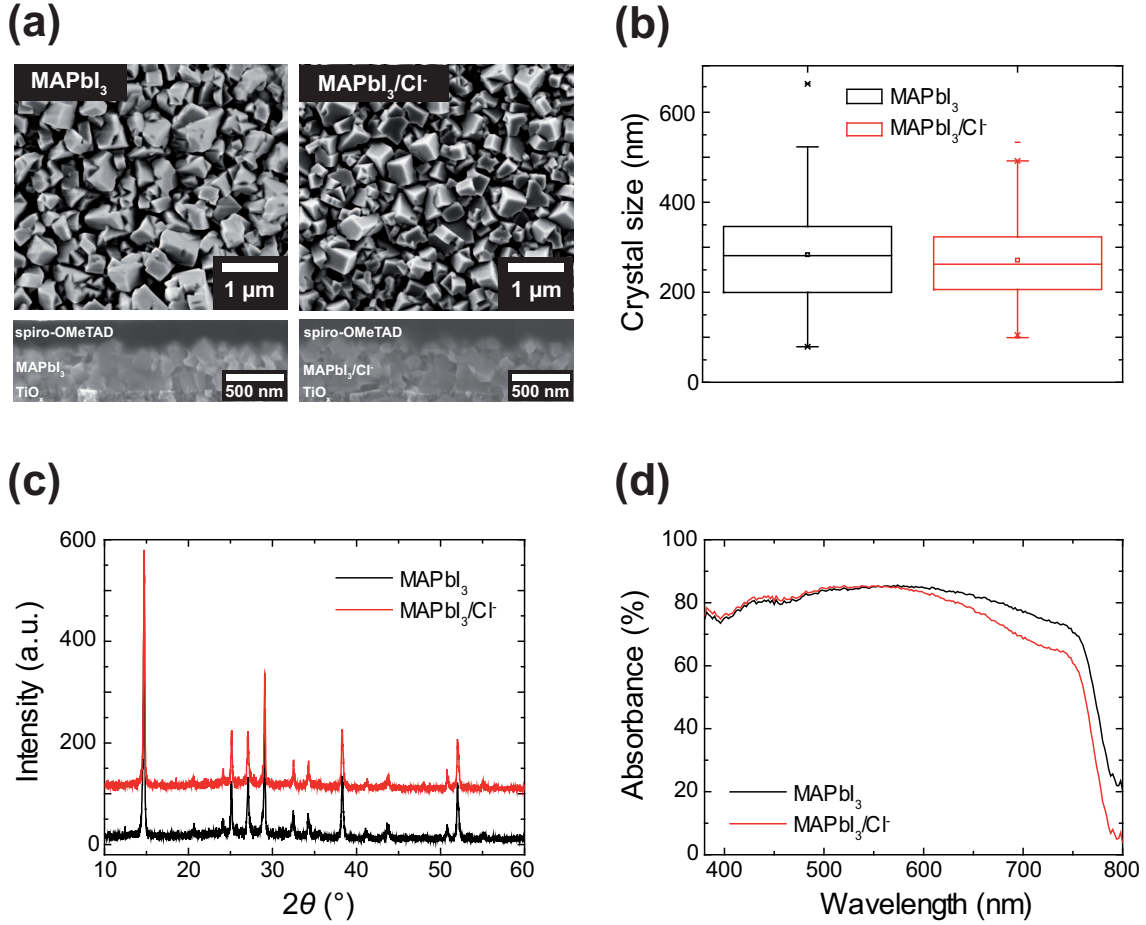 (a)
MAPbI₃
1 µm
MAPbI₃/Cl⁻
1 µm
spiro-OMeTAD
MAPbI₃
TiOₓ
500 nm
spiro-OMeTAD
MAPbI₃/Cl⁻
TiOₓ
500 nm
(b)
Crystal size (nm)
600
400
200
0
MAPbI₃
MAPbI₃/Cl⁻
(c)
Intensity (a. u.)
600
400
200
0
MAPbI₃
MAPbI₃/Cl⁻
10 20 30 40 50 60
2θ (°)
(d)
Absorbance (%)
100
80
60
40
20
0
MAPbI₃
MAPbI₃/Cl⁻
400 500 600 700 800
Wavelength (nm)